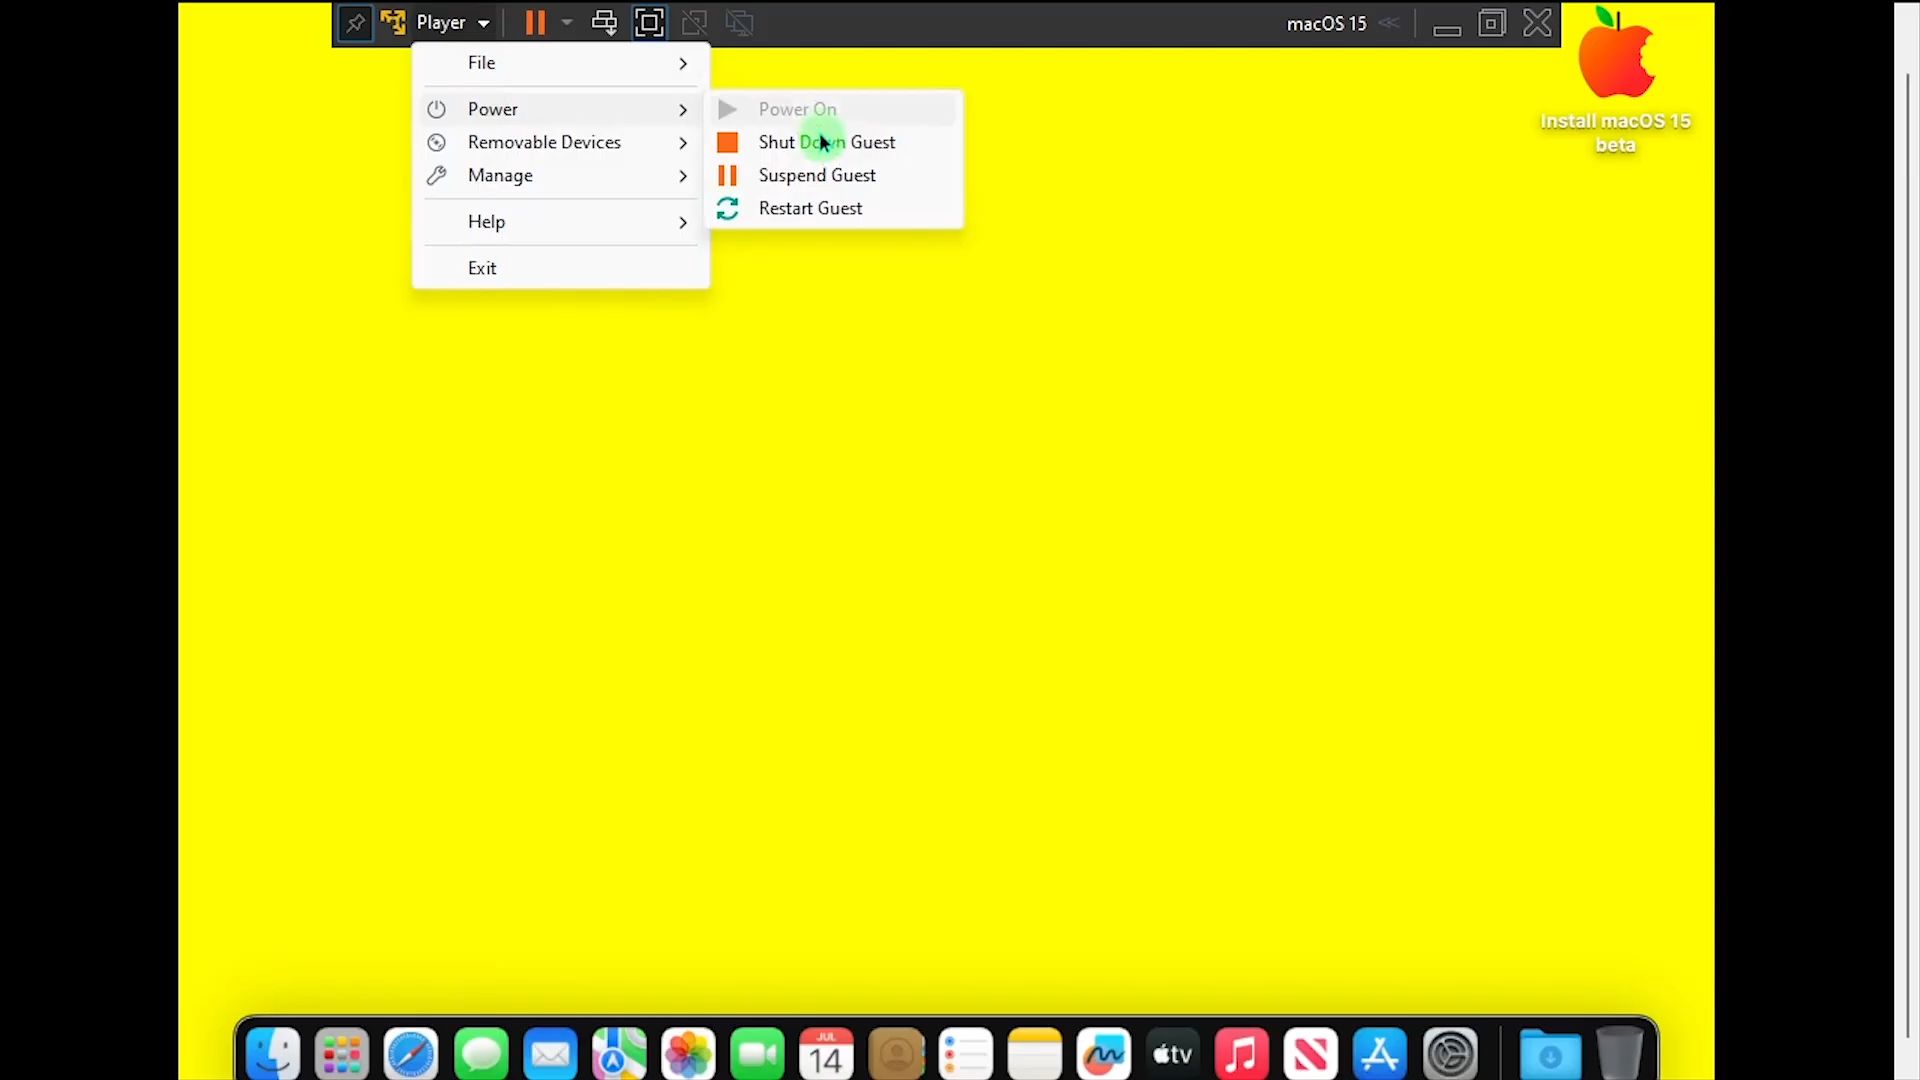 Player
macOS 15
File
Power
Removable Devices
Manage
Help
Exit
Power On
Shut Down Guest
Suspend Guest
Restart Guest
Install macOS 15
beta
JUL
14
tv